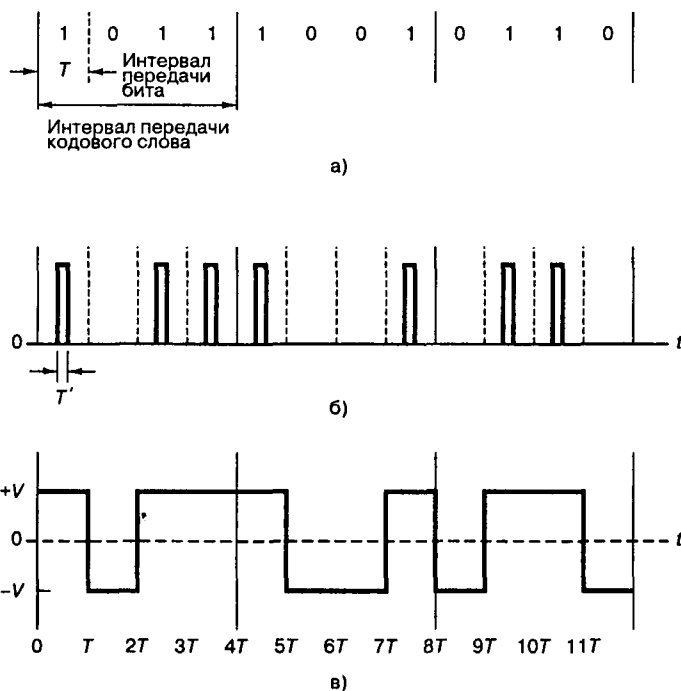 1 0 1 1 1 0 0 1 0 1 1 0
T
Интервал
передачи
бита
Интервал передачи
кодового слова
а)
0
t
T'
б)
+V
0
t
−V
0 T 2T 3T 4T 5T 6T 7T 8T 9T 10T 11T
в)